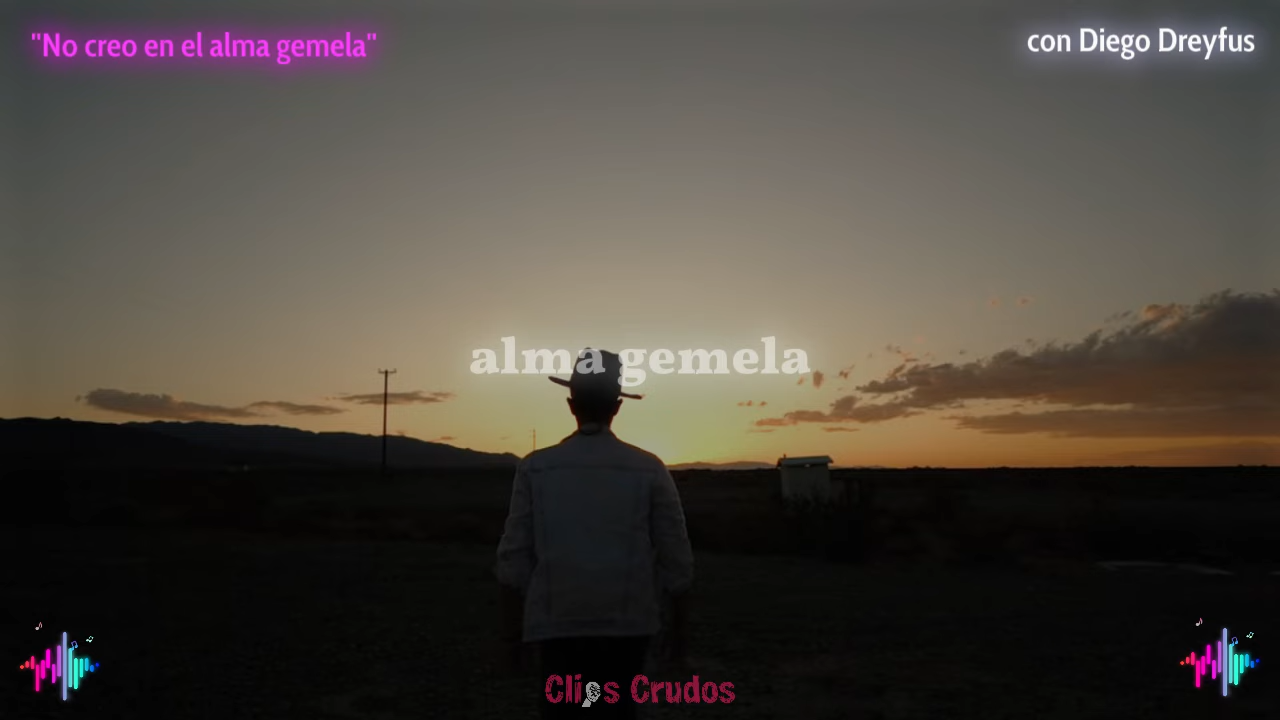 "No creo en el alma gemela"
con Diego Dreyfus
alma gemela
Clips Crudos